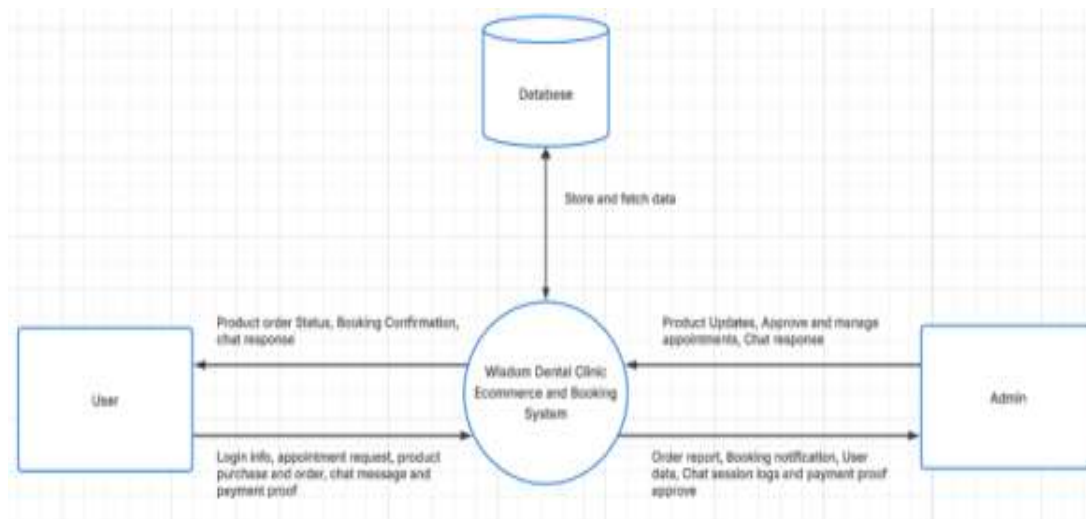 Database
Store and fetch data
Product order Status, Booking Confirmation,
chat response
Product Updates, Approve and manage
appointments, Chat response
User
Wisdom Dental Clinic
Ecommerce and Booking
System
Admin
Login info, appointment request, product
purchase and order, chat message and
payment proof
Order report, Booking notification, User
data, Chat session logs and payment proof
approve